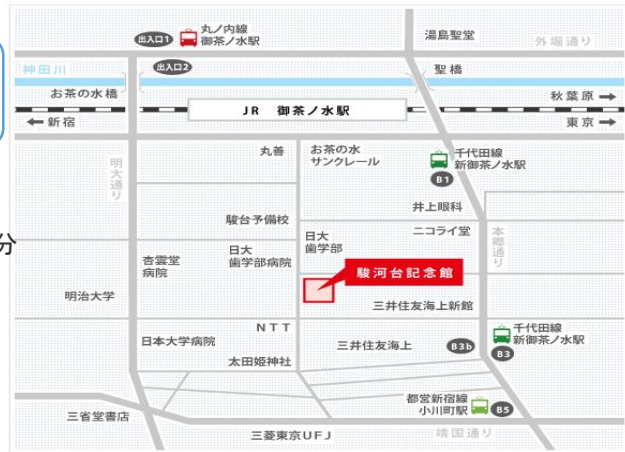 丸ノ内線
出入口1 御茶ノ水駅
湯島聖堂
外堀通り
神田川
出入口2
聖橋
お茶の水橋
秋葉原 →
JR 御茶ノ水駅
← 新宿
東京 →
丸善
お茶の水
サンクレール
千代田線
新御茶ノ水駅
B1
明大通り
井上眼科
駿台予備校
ニコライ堂
日大
歯学部
本郷通り
分
杏雲堂
病院
日大
歯学部病院
駿河台記念館
明治大学
三井住友海上新館
NTT
千代田線
新御茶ノ水駅
日本大学病院
三井住友海上
B3b
B3
太田姫神社
都営新宿線
小川町駅
B5
三省堂書店
三菱東京UFJ
靖国通り